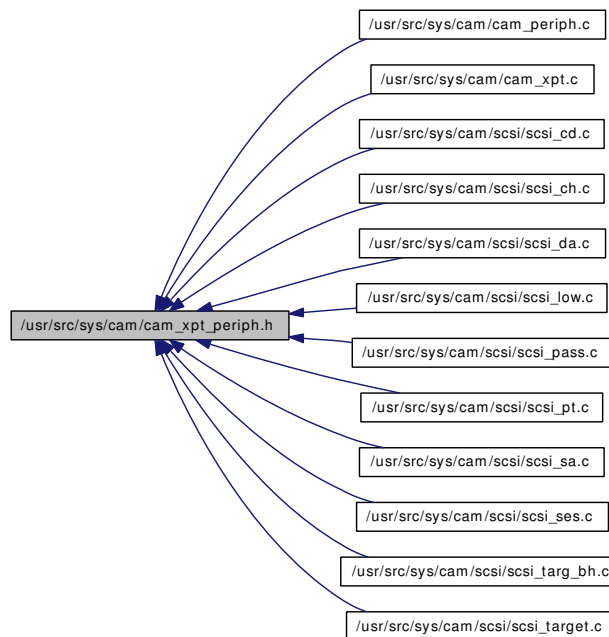 /usr/src/sys/cam/cam_periph.c
/usr/src/sys/cam/cam_xpt.c
/usr/src/sys/cam/scsi/scsi_cd.c
/usr/src/sys/cam/scsi/scsi_ch.c
/usr/src/sys/cam/scsi/scsi_da.c
/usr/src/sys/cam/scsi/scsi_low.c
/usr/src/sys/cam/cam_xpt_periph.h
/usr/src/sys/cam/scsi/scsi_pass.c
/usr/src/sys/cam/scsi/scsi_pt.c
/usr/src/sys/cam/scsi/scsi_sa.c
/usr/src/sys/cam/scsi/scsi_ses.c
/usr/src/sys/cam/scsi/scsi_targ_bh.c
/usr/src/sys/cam/scsi/scsi_target.c